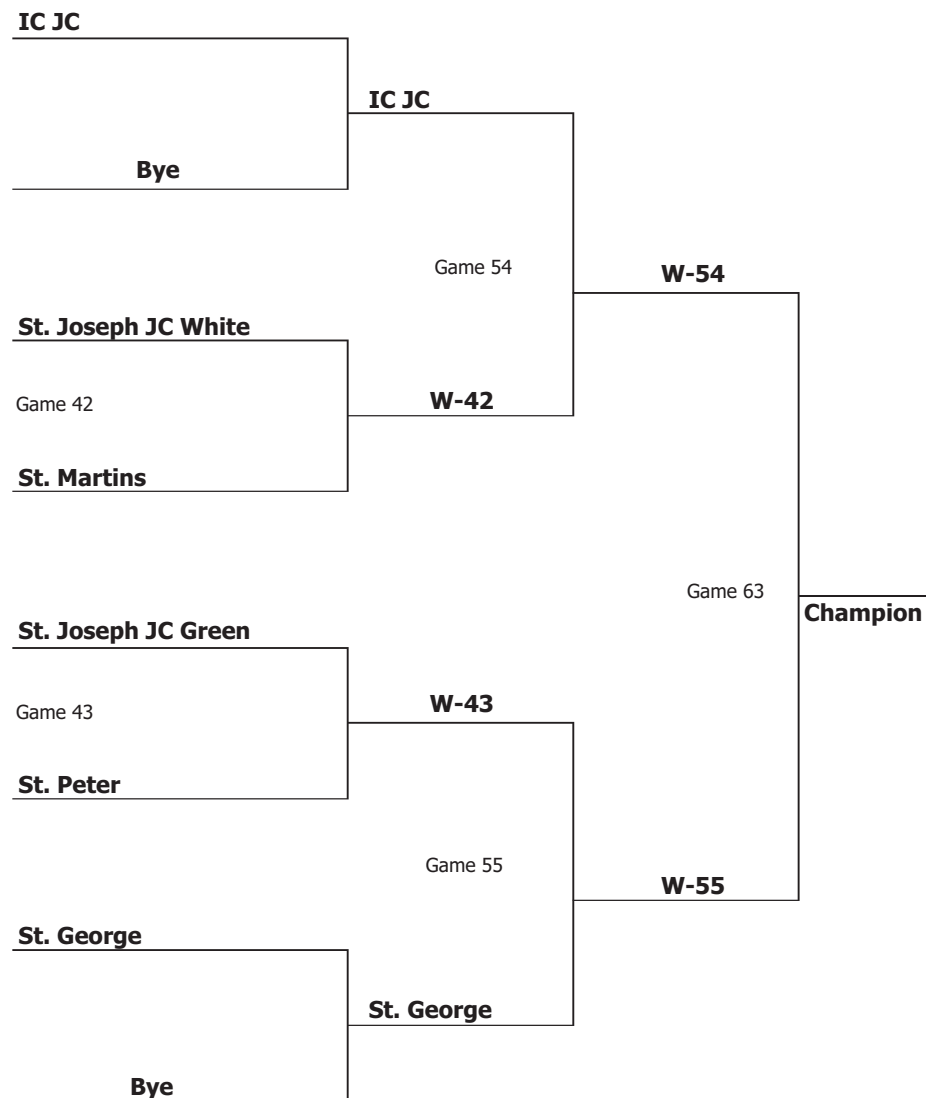 IC JC
IC JC
Bye
Game 54
W-54
St. Joseph JC White
Game 42
W-42
St. Martins
Game 63
Champion
St. Joseph JC Green
Game 43
W-43
St. Peter
Game 55
W-55
St. George
St. George
Bye